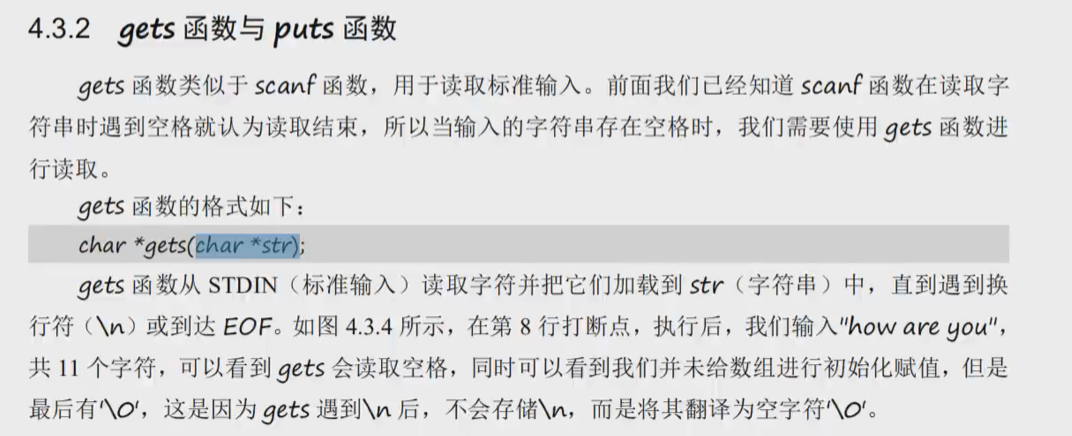 4.3.2 gets 函数与 puts 函数
gets 函数类似于 scanf 函数，用于读取标准输入。前面我们已经知道 scanf 函数在读取字
符串时遇到空格就认为读取结束，所以当输入的字符串存在空格时，我们需要使用 gets 函数进
行读取。
gets 函数的格式如下：
char *gets(char *str);
gets 函数从 STDIN（标准输入）读取字符并把它们加载到 str（字符串）中，直到遇到换
行符（\n）或到达 EOF。如图 4.3.4 所示，在第 8 行打断点，执行后，我们输入"how are you"，
共 11 个字符，可以看到 gets 会读取空格，同时可以看到我们并未给数组进行初始化赋值，但是
最后有'\0'，这是因为 gets 遇到\n 后，不会存储\n，而是将其翻译为空字符'\0'。